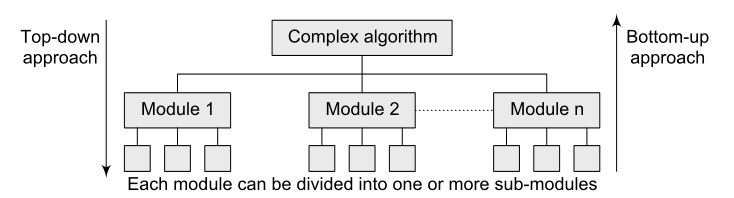 Complex algorithm
Top-down
approach
Bottom-up
approach
Module 1
Module 2
Module n
Each module can be divided into one or more sub-modules